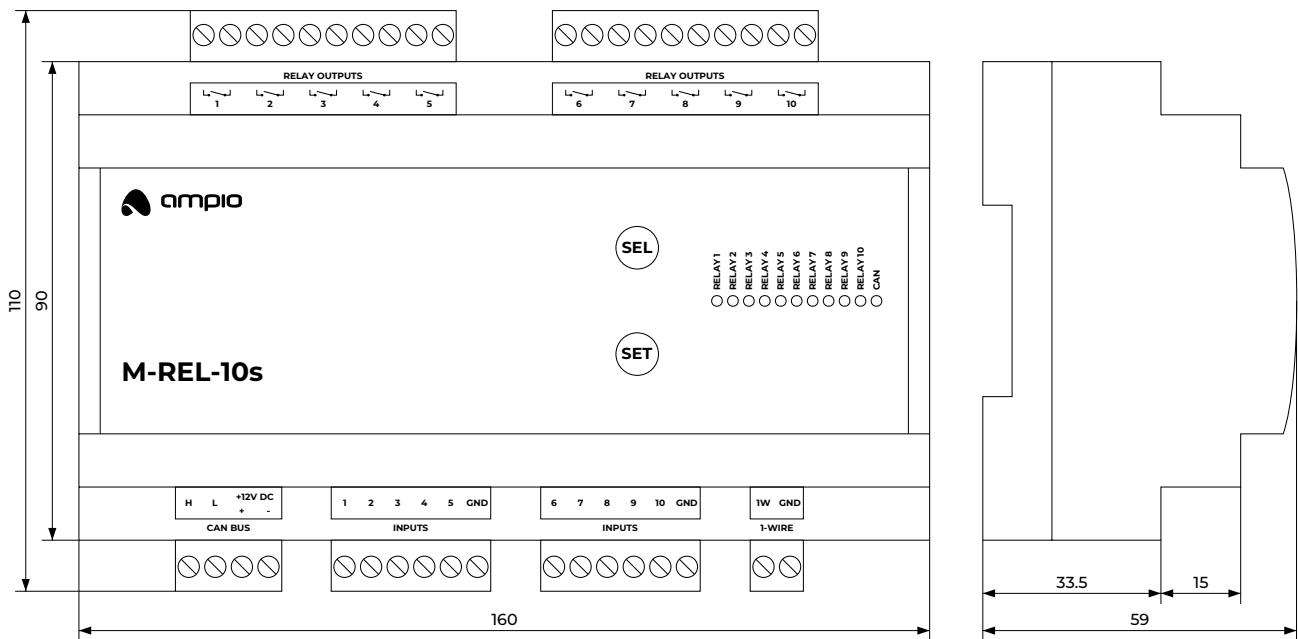 RELAY OUTPUTS
1 2 3 4 5
RELAY OUTPUTS
6 7 8 9 10
ampio
SEL
SET
RELAY 1
RELAY 2
RELAY 3
RELAY 4
RELAY 5
RELAY 6
RELAY 7
RELAY 8
RELAY 9
RELAY 10
CAN
M-REL-10s
110
90
H L +12V DC
+ -
CAN BUS
1 2 3 4 5 GND
INPUTS
6 7 8 9 10 GND
INPUTS
1W GND
1-WIRE
160
33.5
15
59